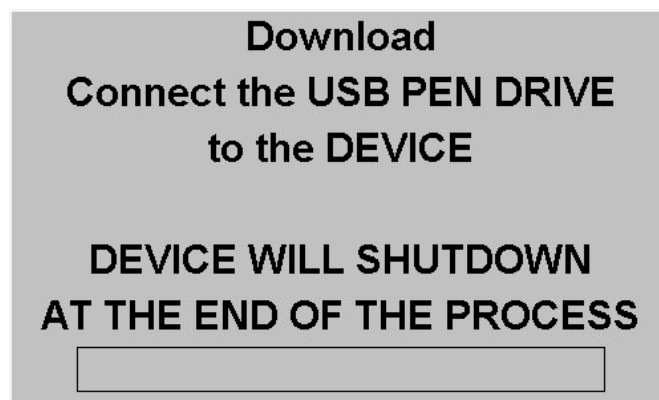 Download
Connect the USB PEN DRIVE
to the DEVICE
DEVICE WILL SHUTDOWN
AT THE END OF THE PROCESS